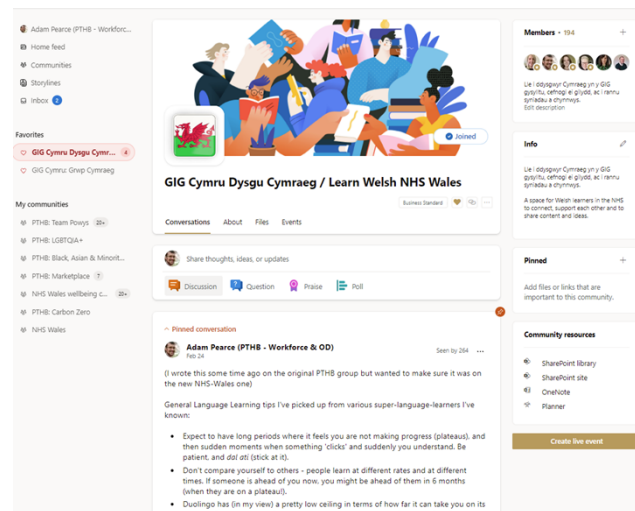 Adam Pearce (PTHB - Workforc...
Home feed
Communities
Storylines
Inbox 2
Favorites
GIG Cymru Dysgu Cymr... 4
GIG Cymru: Grwp Cymraeg
My communities
PTHB: Team Powys 20+
PTHB: LGBTQIA+
PTHB: Black, Asian & Minorit...
PTHB: Marketplace 7
NHS Wales wellbeing c... 20+
PTHB: Carbon Zero
NHS Wales
Joined
GIG Cymru Dysgu Cymraeg / Learn Welsh NHS Wales
Business Standard
Conversations About Files Events
Share thoughts, ideas, or updates
Discussion Question Praise Poll
Pinned conversation
Adam Pearce (PTHB - Workforce & OD)
Feb 24
Seen by 264
(I wrote this some time ago on the original PTHB group but wanted to make sure it was on
the new NHS-Wales one)
General Language Learning tips I've picked up from various super-language-learners I've
known:
• Expect to have long periods where it feels you are not making progress (plateaus), and
then sudden moments when something 'clicks' and suddenly you understand. Be
patient, and dal ati (stick at it).
• Don't compare yourself to others - people learn at different rates and at different
times. If someone is ahead of you now, you might be ahead of them in 6 months
(when they are on a plateau!).
• Duolingo has (in my view) a pretty low ceiling in terms of how far it can take you on its
Members • 194
Lle i ddysgwyr Cymraeg yn y GIG
gysylltu, cefnogi ei gilydd, ac i rannu
syniadau a chynnwys.
Edit description
Info
Lle i ddysgwyr Cymraeg yn y GIG
gysylltu, cefnogi ei gilydd, ac i rannu
syniadau a chynnwys.
A space for Welsh learners in the NHS
to connect, support each other and to
share content and ideas.
Pinned
Add files or links that are
important to this community.
Community resources
SharePoint library
SharePoint site
OneNote
Planner
Create live event